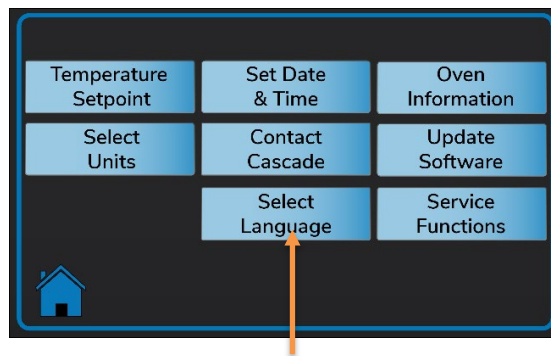 Temperature
Setpoint
Set Date
& Time
Oven
Information
Select
Units
Contact
Cascade
Update
Software
Select
Language
Service
Functions